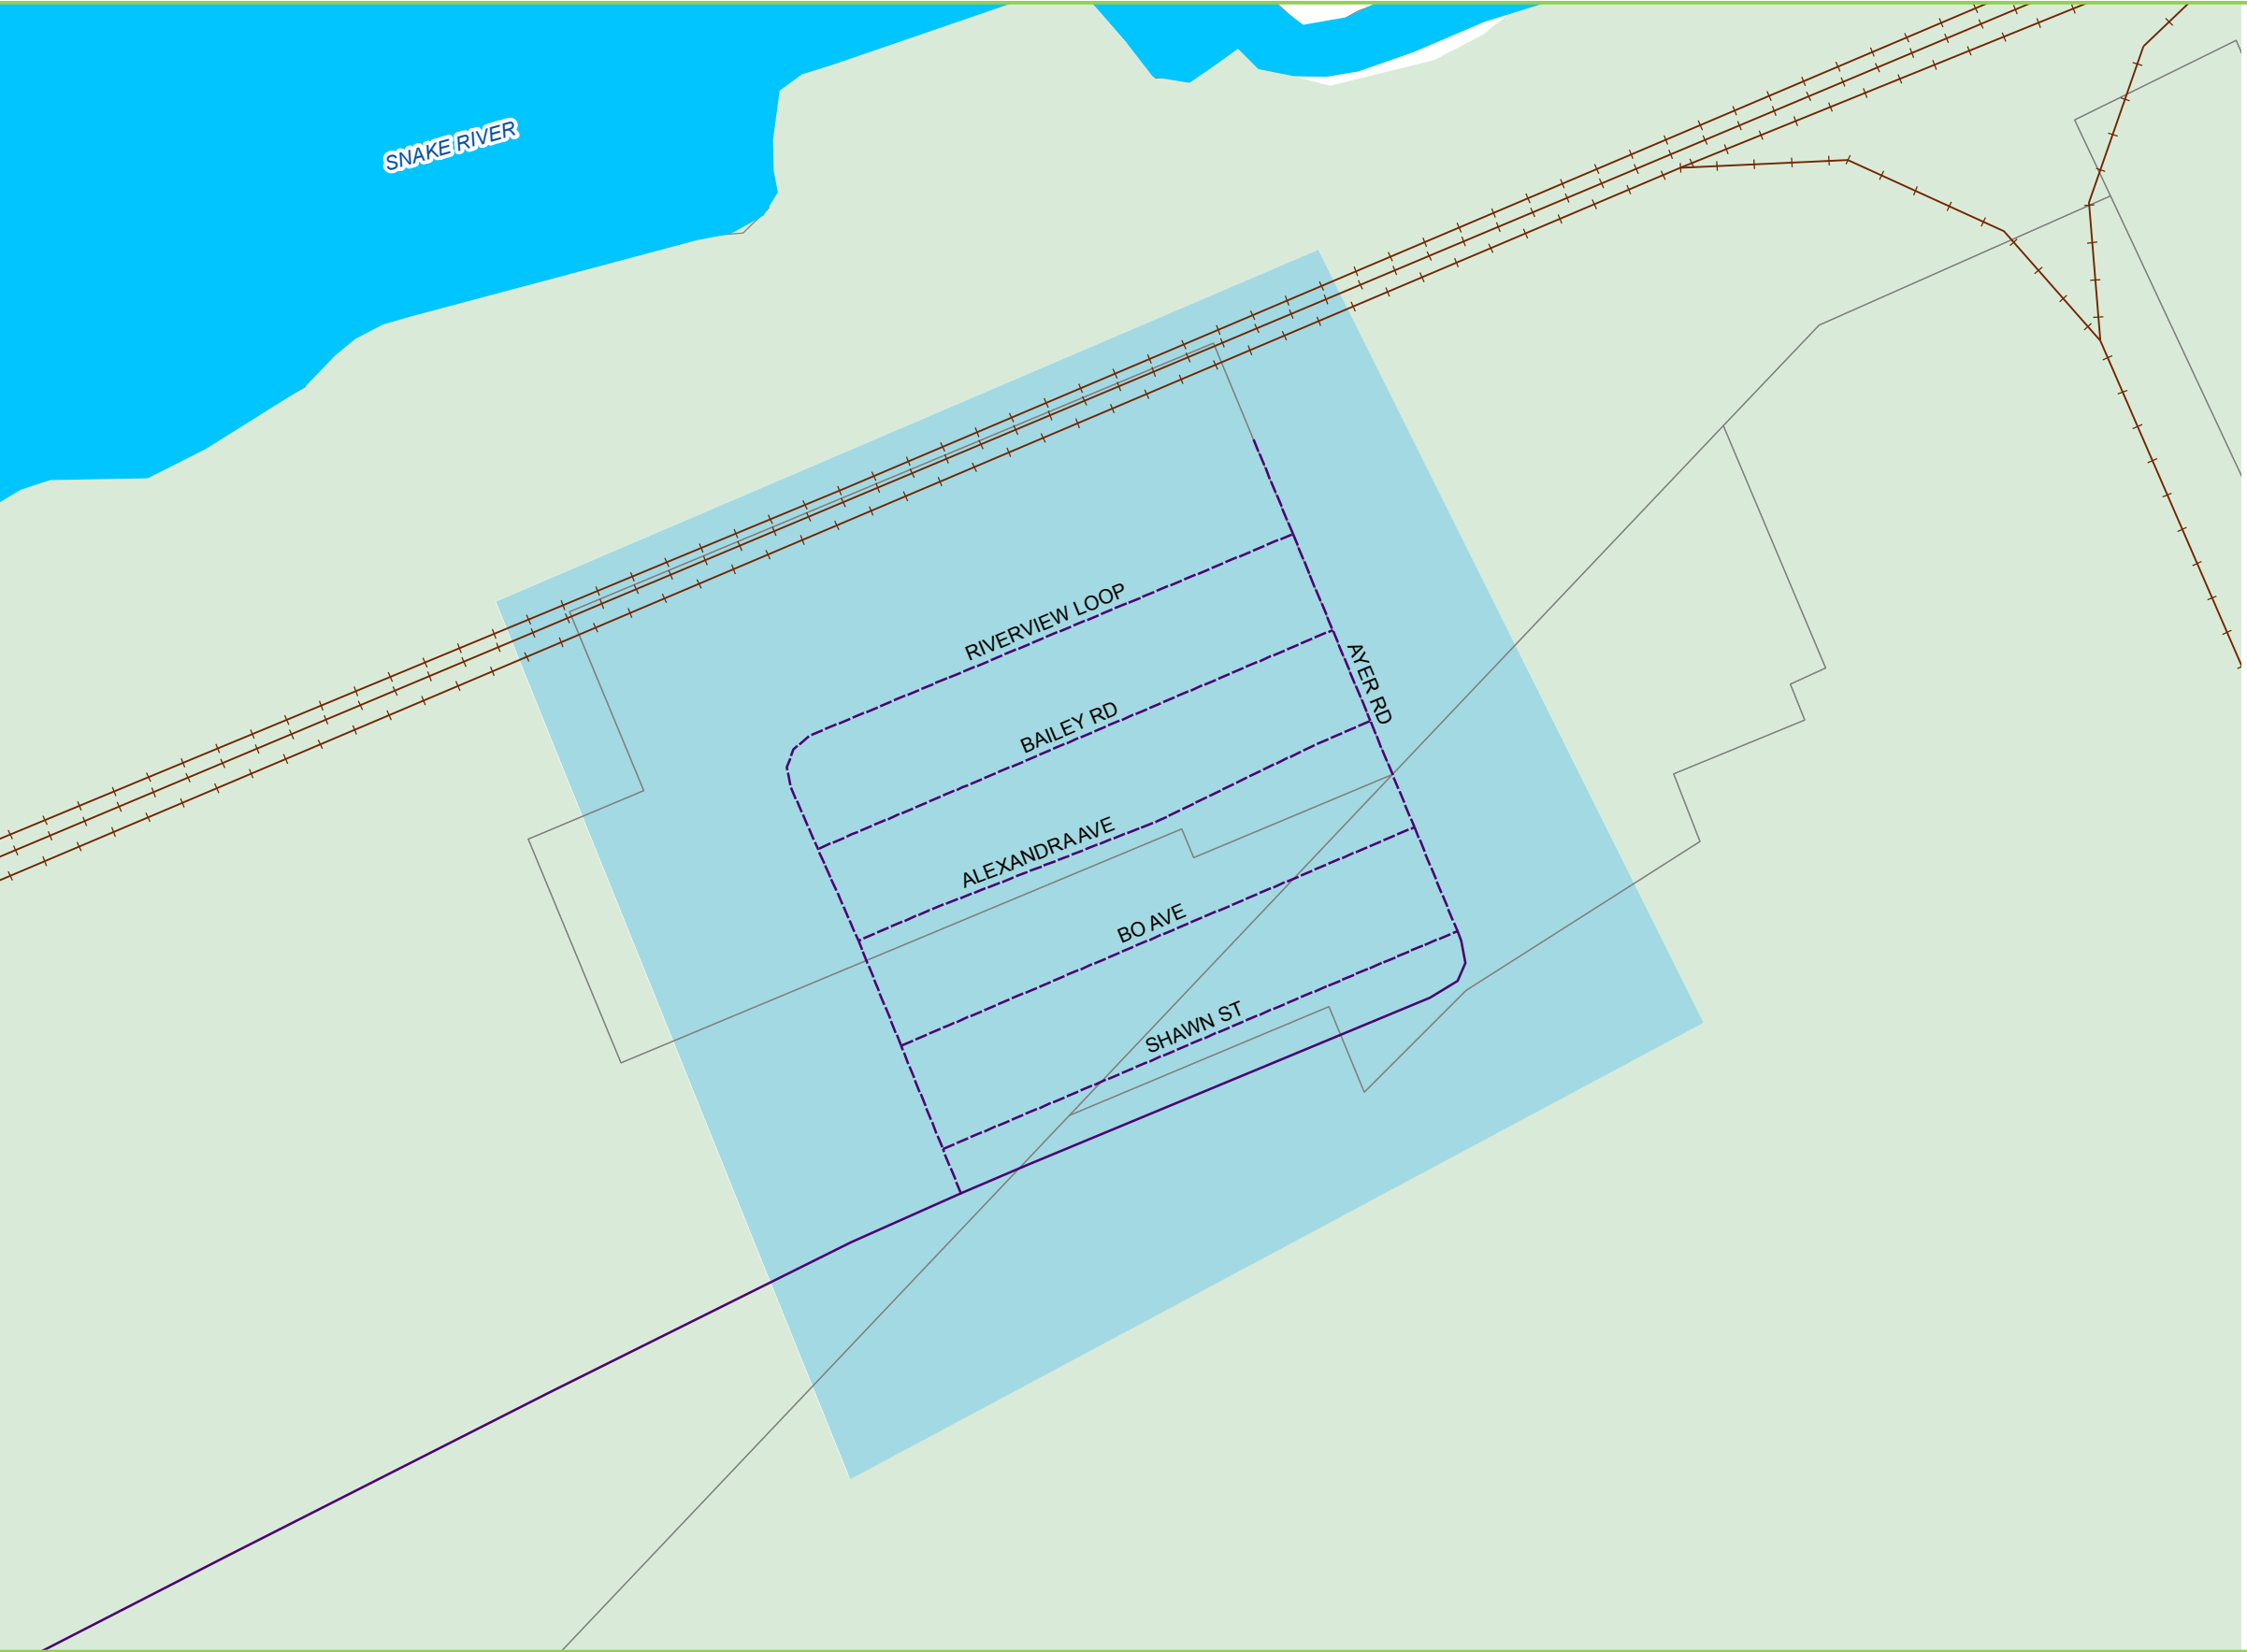 SNAKE RIVER
RIVERVIEW LOOP
AYER RD
BAILEY RD
ALEXANDRA AVE
BO AVE
SHAWN ST